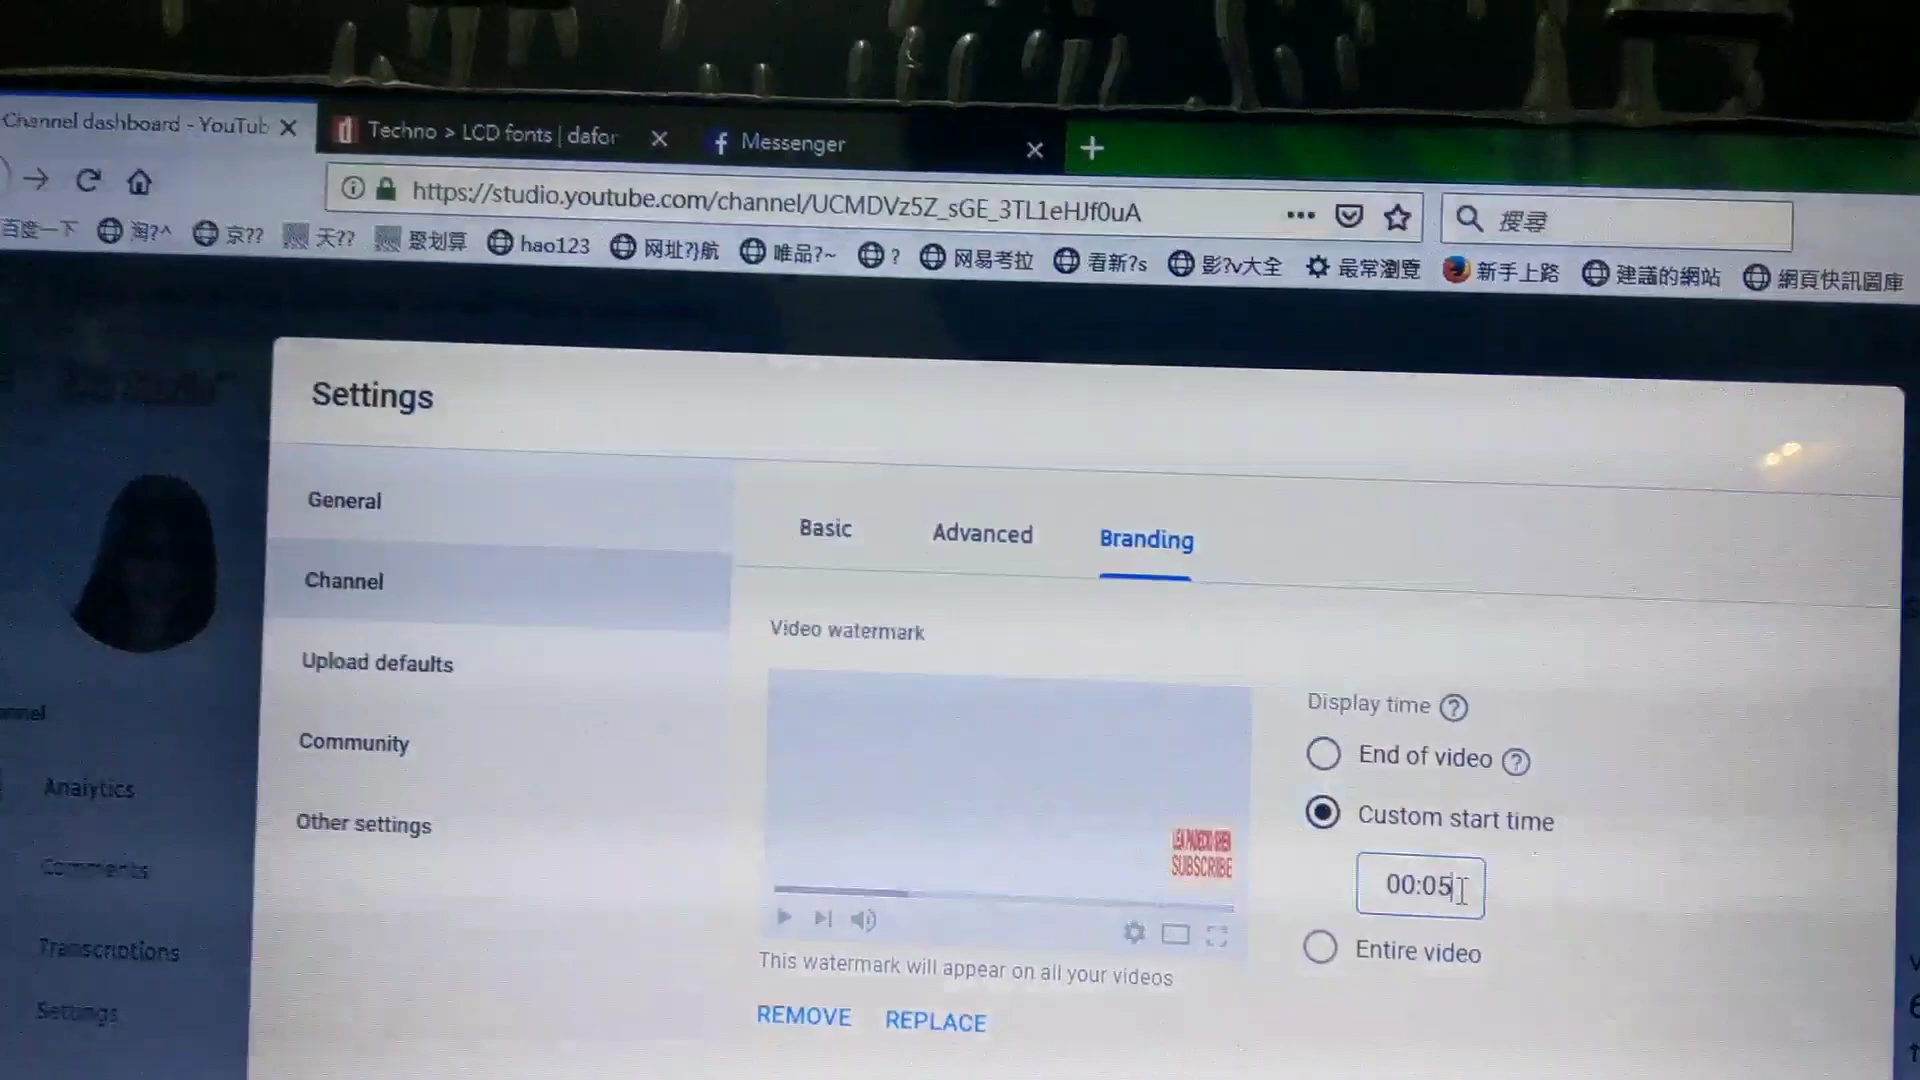 Channel dashboard - YouTub
Techno > LCD fonts | dafor
Messenger
https://studio.youtube.com/channel/UCMDVz5Z_sGE_3TL1eHJf0uA
搜尋
百度一下
淘?^
京??
天??
聚划算
hao123
网址?}航
唯品?~
?
网易考拉
看新?s
影?v大全
最常瀏覽
新手上路
建議的網站
網頁快訊圖庫
Settings
General
Channel
Upload defaults
Community
Other settings
Basic
Advanced
Branding
Video watermark
SUBSCRIBE
This watermark will appear on all your videos
REMOVE
REPLACE
Display time ?
End of video ?
Custom start time
00:05
Entire video
annel
Analytics
Comments
Transcriptions
Settings